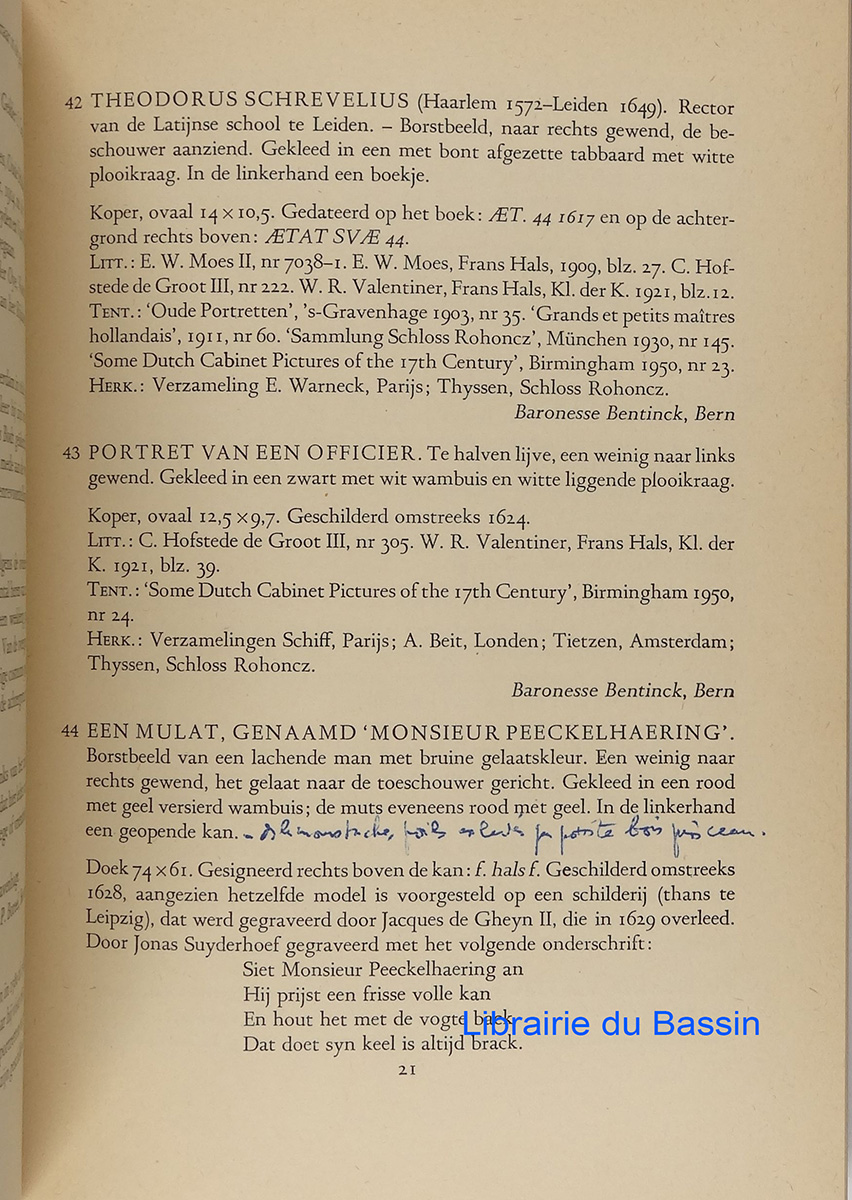 42 THEODORUS SCHREVELIUS (Haarlem 1572–Leiden 1649). Rector
van de Latijnse school te Leiden. – Borstbeeld, naar rechts gewend, de be-
schouwer aanziend. Gekleed in een met bont afgezette tabbaard met witte
plooikraag. In de linkerhand een boekje.
Koper, ovaal 14 × 10,5. Gedateerd op het boek: ÆT. 44 1617 en op de achter-
grond rechts boven: ÆTAT SVÆ 44.
LITT.: E. W. Moes II, nr 7038–1. E. W. Moes, Frans Hals, 1909, blz. 27. C. Hof-
stede de Groot III, nr 222. W. R. Valentiner, Frans Hals, Kl. der K. 1921, blz. 12.
TENT.: ‘Oude Portretten’, ’s-Gravenhage 1903, nr 35. ‘Grands et petits maîtres
hollandais’, 1911, nr 60. ‘Sammlung Schloss Rohoncz’, München 1930, nr 145.
‘Some Dutch Cabinet Pictures of the 17th Century’, Birmingham 1950, nr 23.
HERK.: Verzameling E. Warneck, Parijs; Thyssen, Schloss Rohoncz.
Baronesse Bentinck, Bern
43 PORTRET VAN EEN OFFICIER. Te halven lijve, een weinig naar links
gewend. Gekleed in een zwart met wit wambuis en witte liggende plooikraag.
Koper, ovaal 12,5 × 9,7. Geschilderd omstreeks 1624.
LITT.: C. Hofstede de Groot III, nr 305. W. R. Valentiner, Frans Hals, Kl. der
K. 1921, blz. 39.
TENT.: ‘Some Dutch Cabinet Pictures of the 17th Century’, Birmingham 1950,
nr 24.
HERK.: Verzamelingen Schiff, Parijs; A. Beit, Londen; Tietzen, Amsterdam;
Thyssen, Schloss Rohoncz.
Baronesse Bentinck, Bern
44 EEN MULAT, GENAAMD ‘MONSIEUR PEECKELHAERING’.
Borstbeeld van een lachende man met bruine gelaatskleur. Een weinig naar
rechts gewend, het gelaat naar de toeschouwer gericht. Gekleed in een rood
met geel versierd wambuis; de muts eveneens rood met geel. In de linkerhand
een geopende kan.
Doek 74 × 61. Gesigneerd rechts boven de kan: f. hals f. Geschilderd omstreeks
1628, aangezien hetzelfde model is voorgesteld op een schilderij (thans te
Leipzig), dat werd gegraveerd door Jacques de Gheyn II, die in 1629 overleed.
Door Jonas Suyderhoef gegraveerd met het volgende onderschrift:
Siet Monsieur Peeckelhaering an
Hij prijst een frisse volle kan
En hout het met de vogte back
Librairie du Bassin
Dat doet syn keel is altijd brack.
21